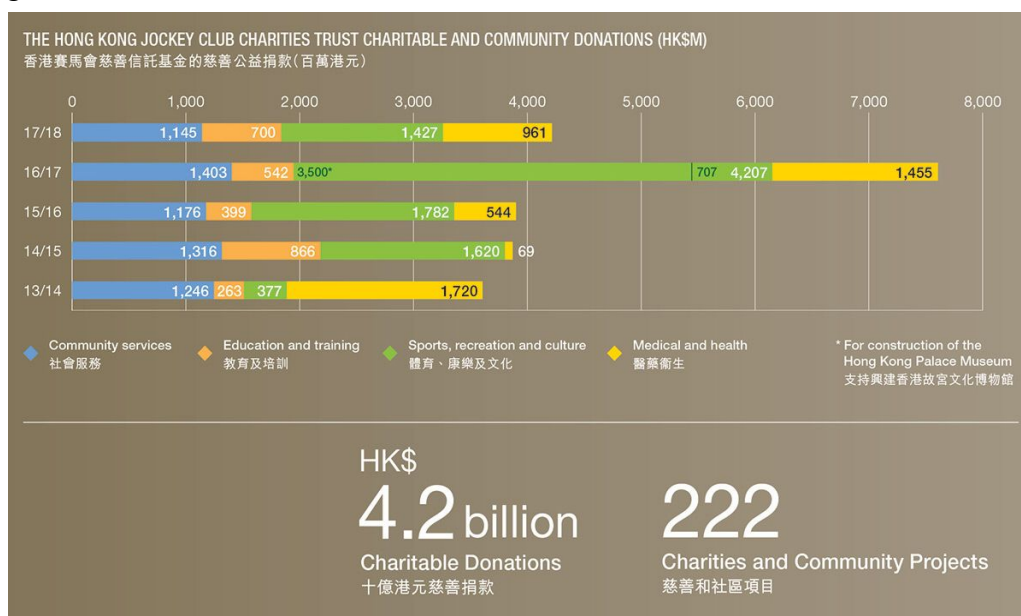 THE HONG KONG JOCKEY CLUB CHARITIES TRUST CHARITABLE AND COMMUNITY DONATIONS (HK$M)
香港賽馬會慈善信託基金的慈善公益捐款(百萬港元)
0 1,000 2,000 3,000 4,000 5,000 6,000 7,000 8,000
17/18 1,145 700 1,427 961
16/17 1,403 542 3,500* 707 4,207 1,455
15/16 1,176 399 1,782 544
14/15 1,316 866 1,620 69
13/14 1,246 263 377 1,720
Community services
社會服務
Education and training
教育及培訓
Sports, recreation and culture
體育、康樂及文化
Medical and health
醫藥衞生
* For construction of the
Hong Kong Palace Museum
支持興建香港故宮文化博物館
HK$
4.2 billion
Charitable Donations
十億港元慈善捐款
222
Charities and Community Projects
慈善和社區項目